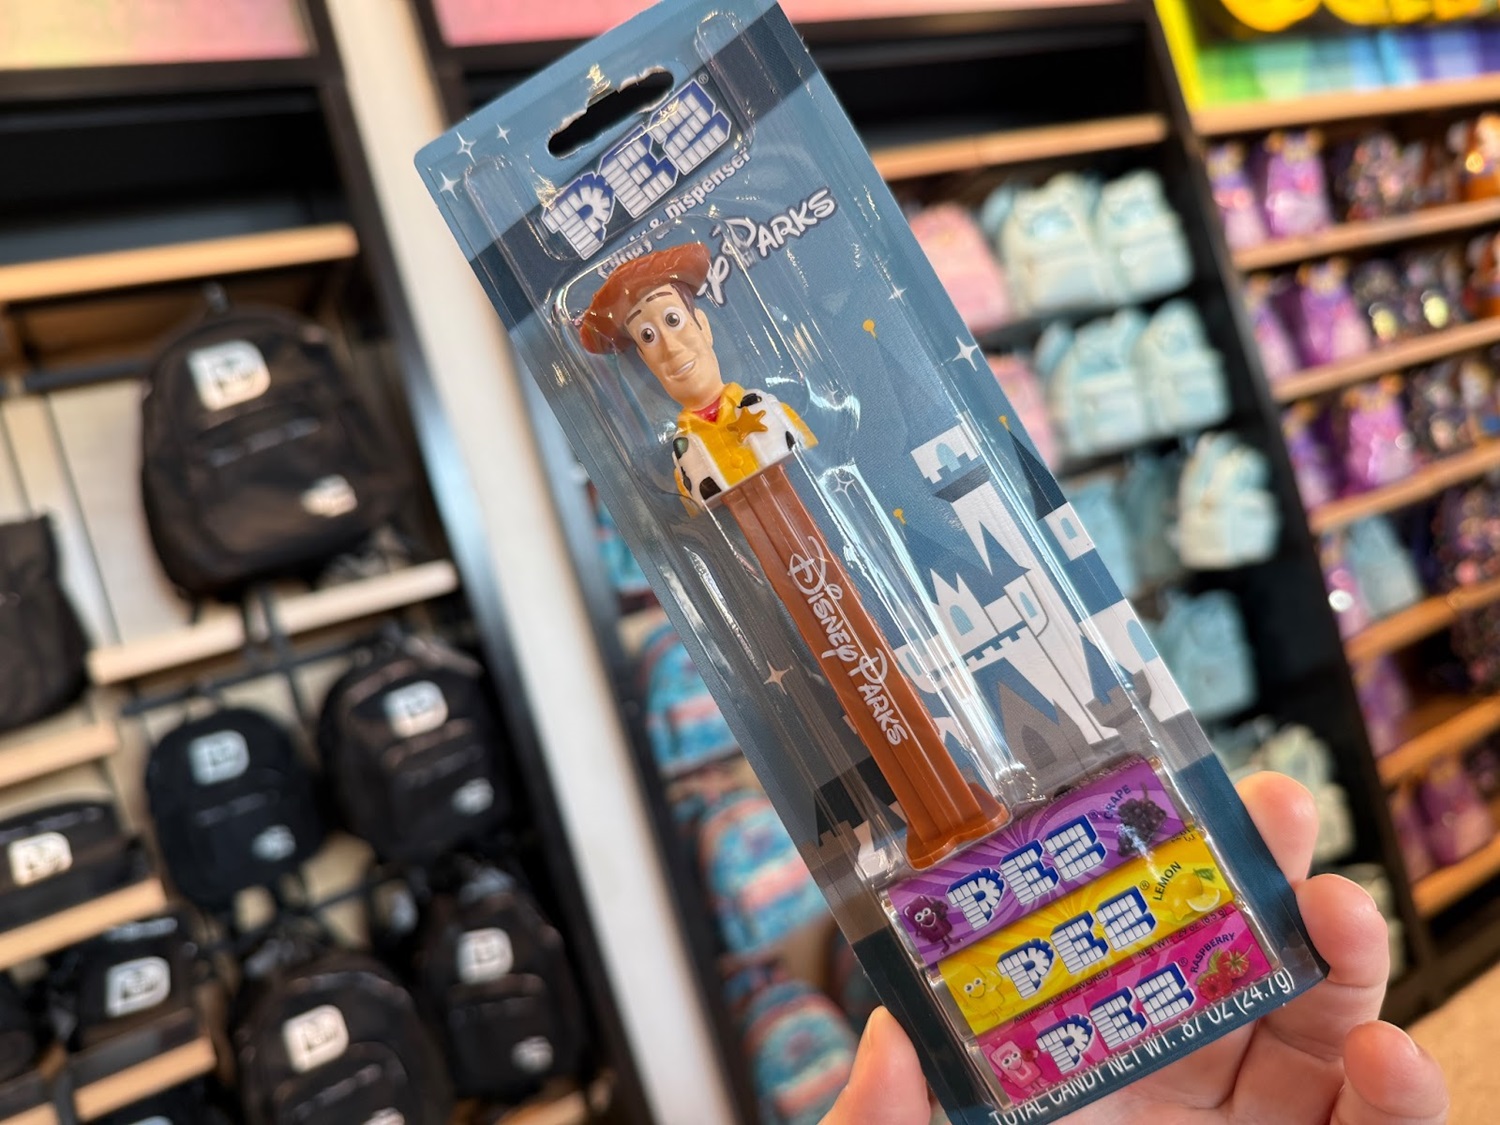 PEZ®
candy & dispenser
Disney Parks
Disney Parks
PEZ® GRAPE
PEZ® LEMON
PEZ® RASPBERRY
TOTAL CANDY NET WT. .87 OZ (24.7g)